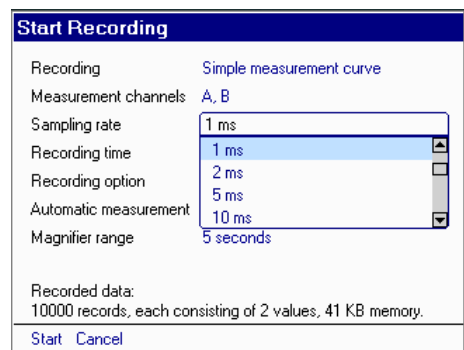 Start Recording
Recording Simple measurement curve
Measurement channels A, B
Sampling rate 1 ms
Recording time 1 ms
2 ms
Recording option 5 ms
Automatic measurement 10 ms
Magnifier range 5 seconds
Recorded data:
10000 records, each consisting of 2 values, 41 KB memory.
Start Cancel